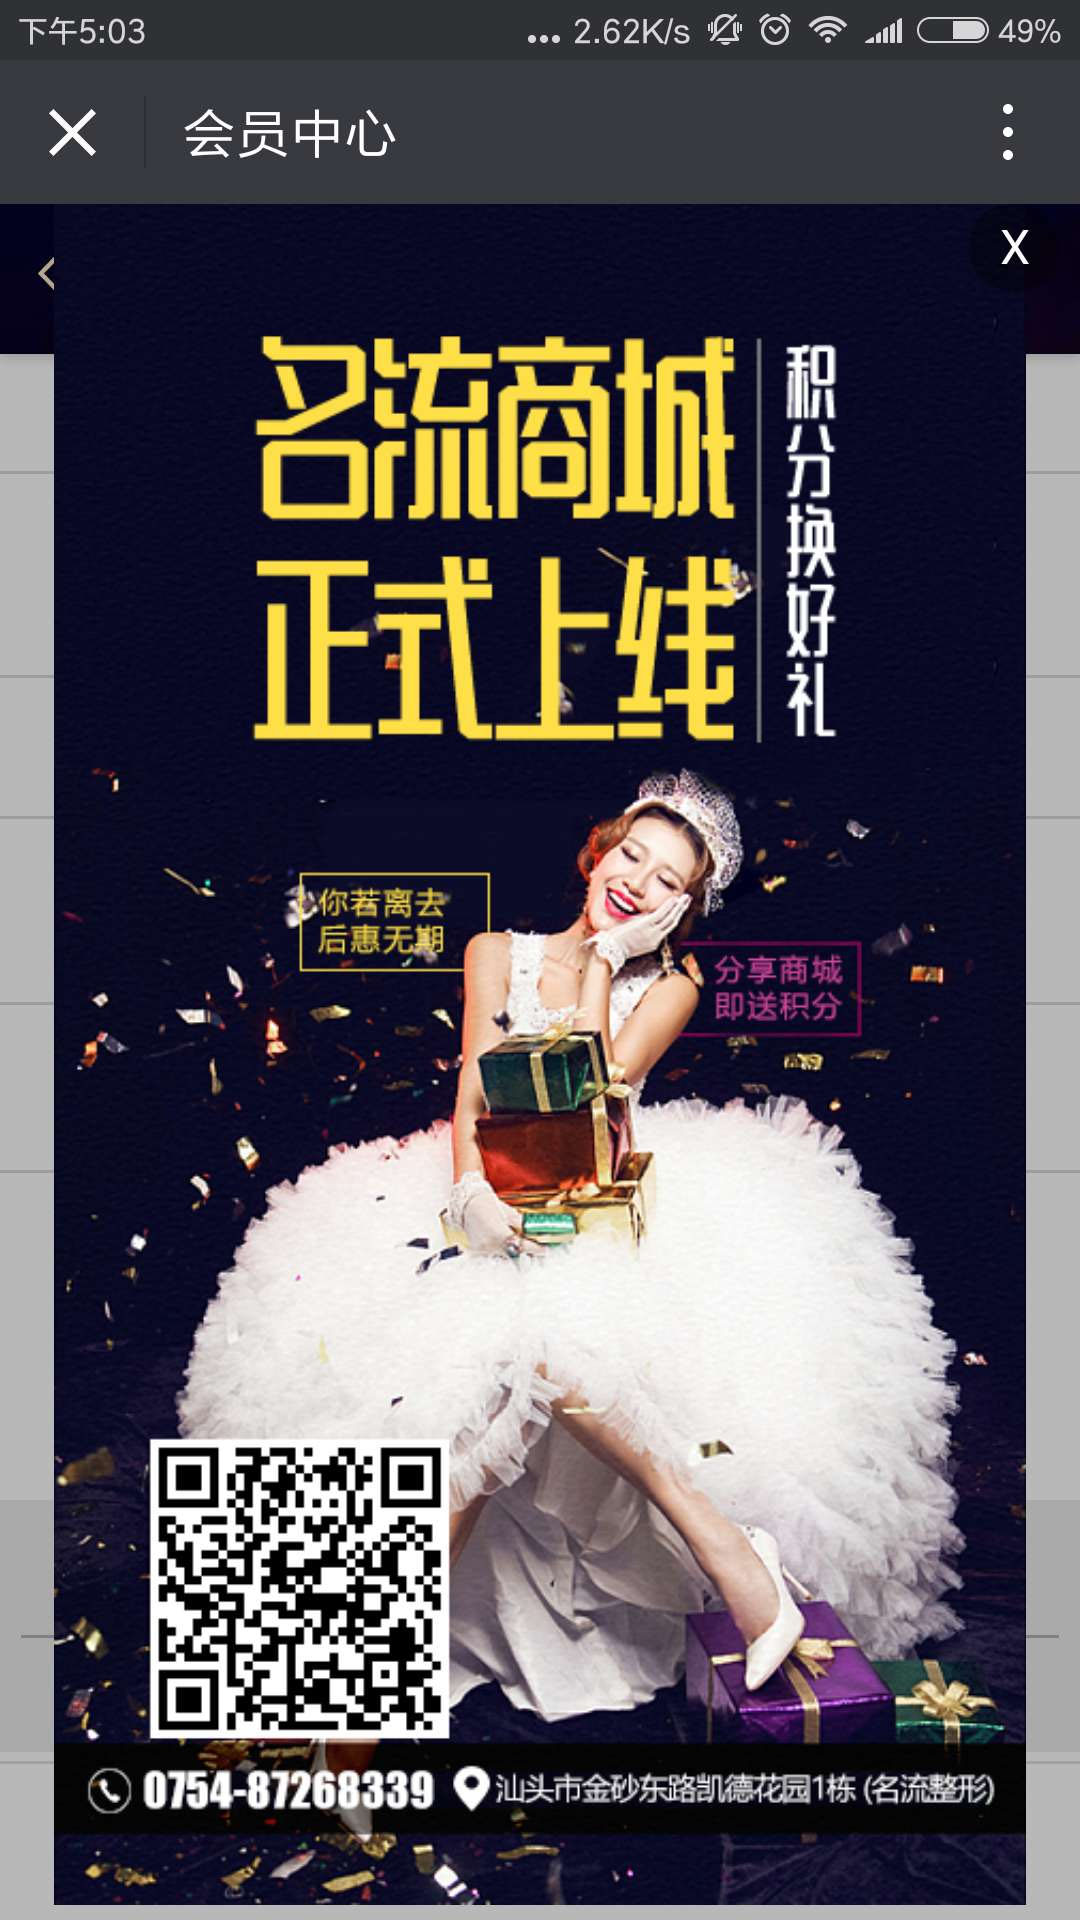 下午5:03
... 2.62K/s
49%
会员中心
X
名流商城
正式上线
积分换好礼
你若离去
后惠无期
分享商城
即送积分
0754-87268339
汕头市金砂东路凯德花园1栋 (名流整形)